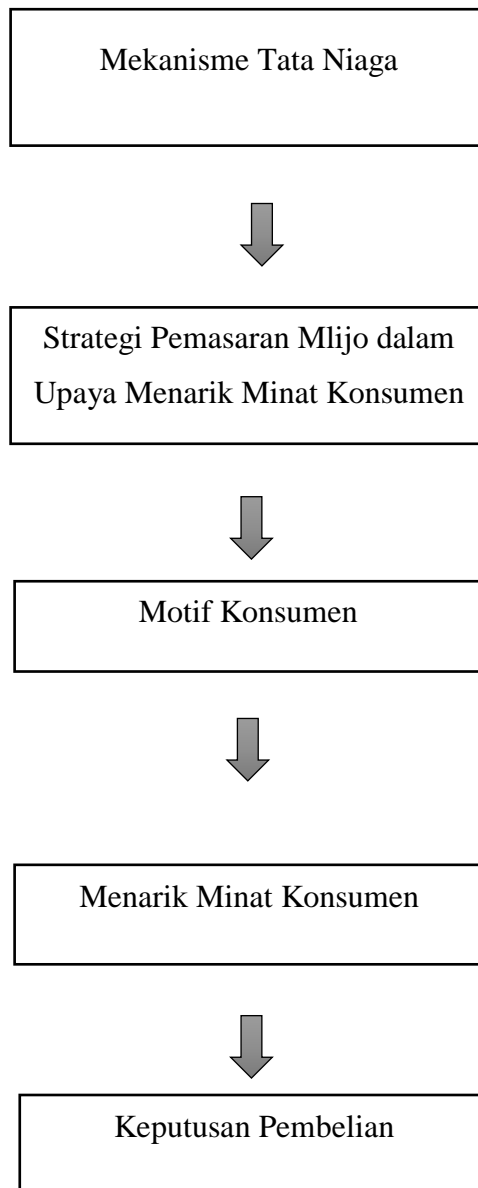 Mekanisme Tata Niaga
Strategi Pemasaran Mlijo dalam
Upaya Menarik Minat Konsumen
Motif Konsumen
Menarik Minat Konsumen
Keputusan Pembelian